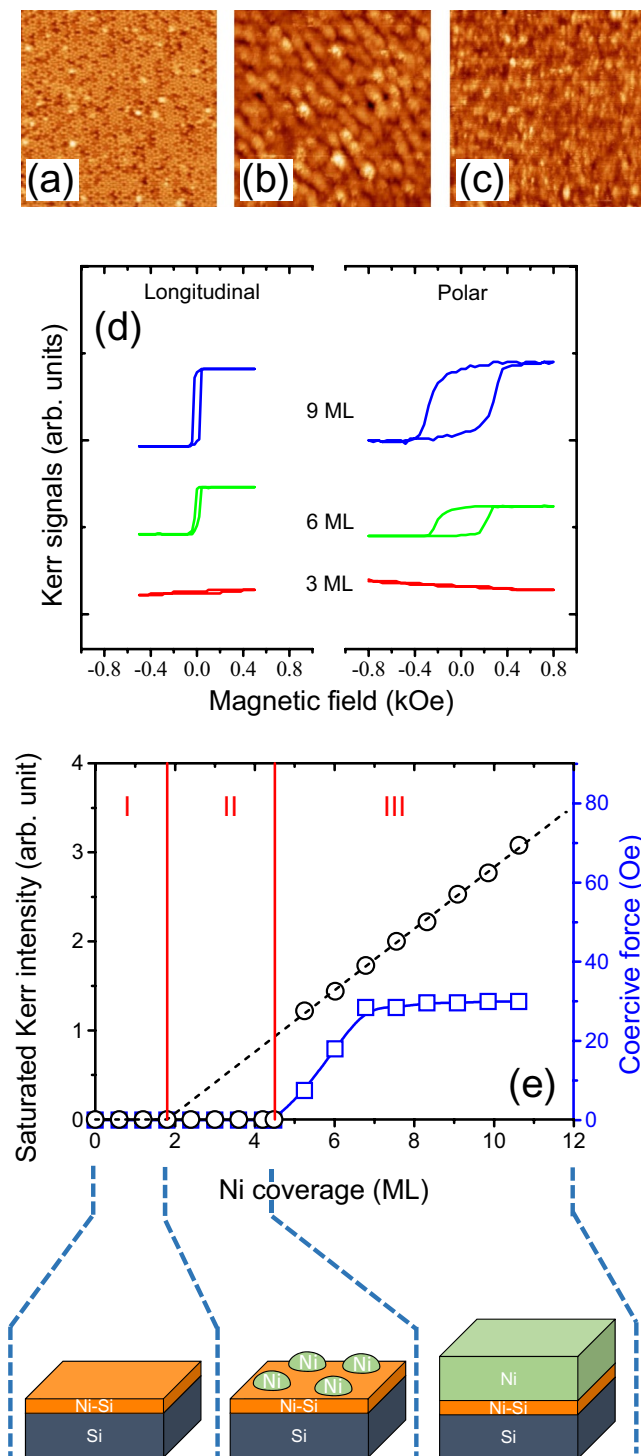 (a)
(b)
(c)
Longitudinal
Polar
(d)
9 ML
6 ML
3 ML
Kerr signals (arb. units)
-0.8 -0.4 0.0 0.4 0.8 -0.8 -0.4 0.0 0.4 0.8
Magnetic field (kOe)
4
3
2
1
0
Saturated Kerr intensity (arb. unit)
I
II
III
80
60
40
20
0
Coercive force (Oe)
(e)
0 2 4 6 8 10 12
Ni coverage (ML)
Ni-Si
Si
Ni
Ni
Ni
Ni
Ni-Si
Si
Ni
Ni-Si
Si